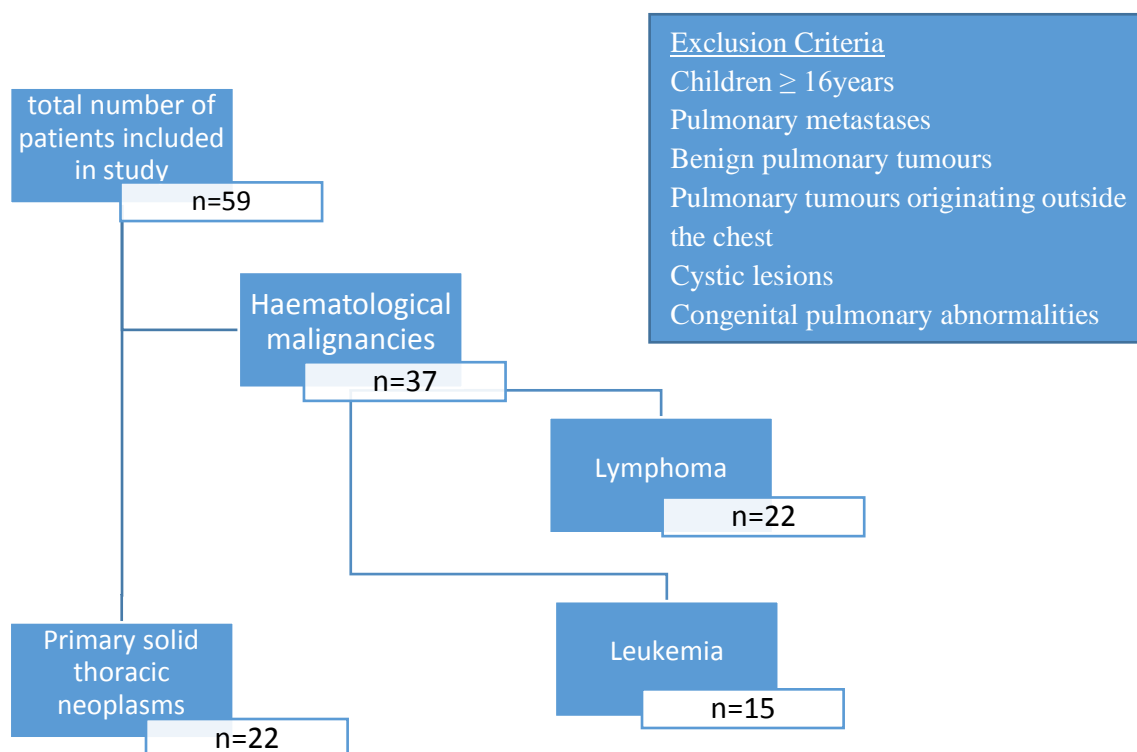 total number of
patients included
in study
n=59
Exclusion Criteria
Children ≥ 16years
Pulmonary metastases
Benign pulmonary tumours
Pulmonary tumours originating outside
the chest
Cystic lesions
Congenital pulmonary abnormalities
Haematological
malignancies
n=37
Lymphoma
n=22
Leukemia
n=15
Primary solid
thoracic
neoplasms
n=22